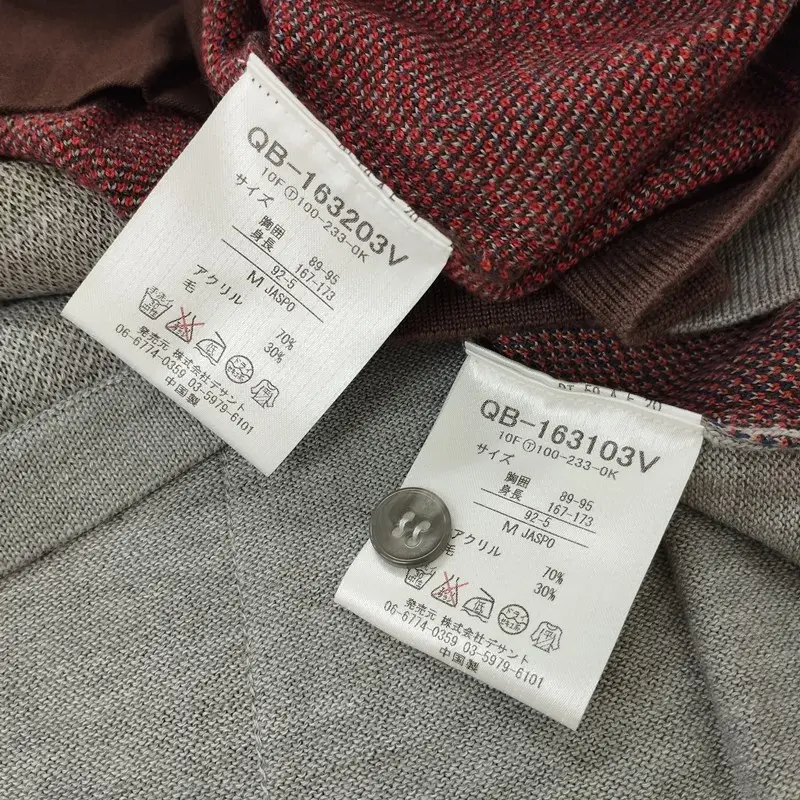 QB-163203V
10F Ⓣ100-233-0K
サイズ
胸囲 89-95
身長 167-173
92-5
M JASPO
アクリル 70%
毛 30%
発売元 株式会社デサント
06-6774-0359 03-5979-6101
中国製
QB-163103V
10F Ⓣ100-233-0K
サイズ
胸囲 89-95
身長 167-173
92-5
M JASPO
アクリル 70%
毛 30%
発売元 株式会社デサント
06-6774-0359 03-5979-6101
中国製